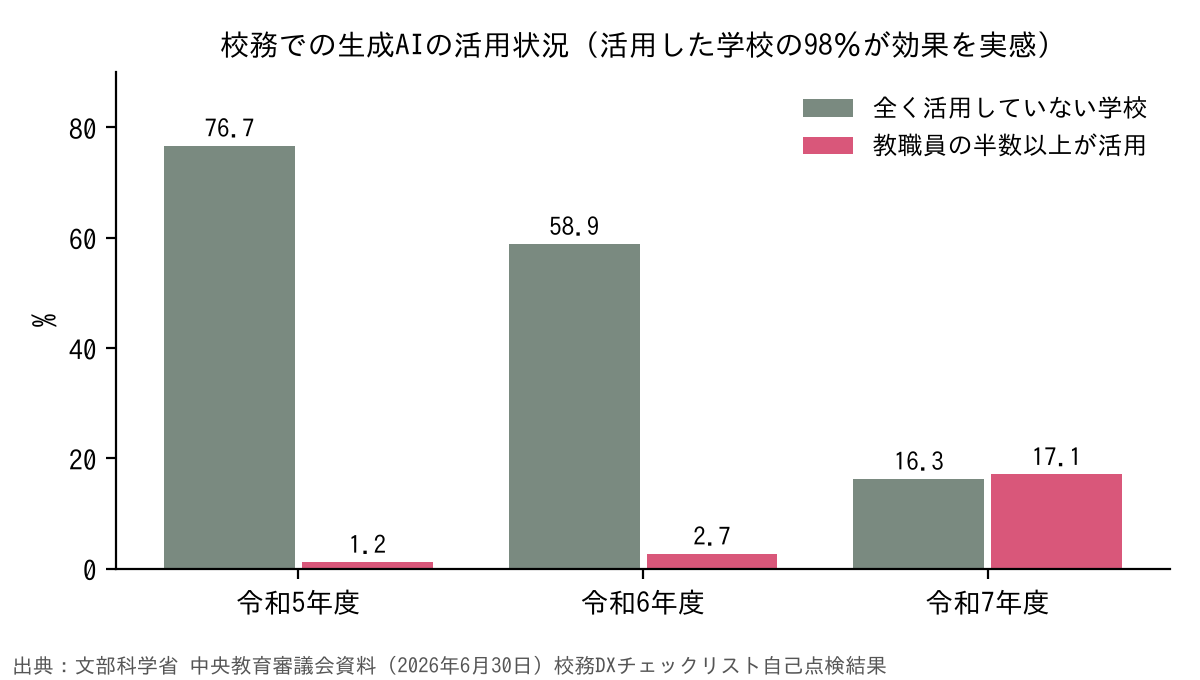 校務での生成AIの活用状況（活用した学校の98%が効果を実感）
全く活用していない学校
教職員の半数以上が活用
%
80
60
40
20
0
76.7
1.2
58.9
2.7
16.3
17.1
令和5年度
令和6年度
令和7年度
出典：文部科学省 中央教育審議会資料（2026年6月30日）校務DXチェックリスト自己点検結果